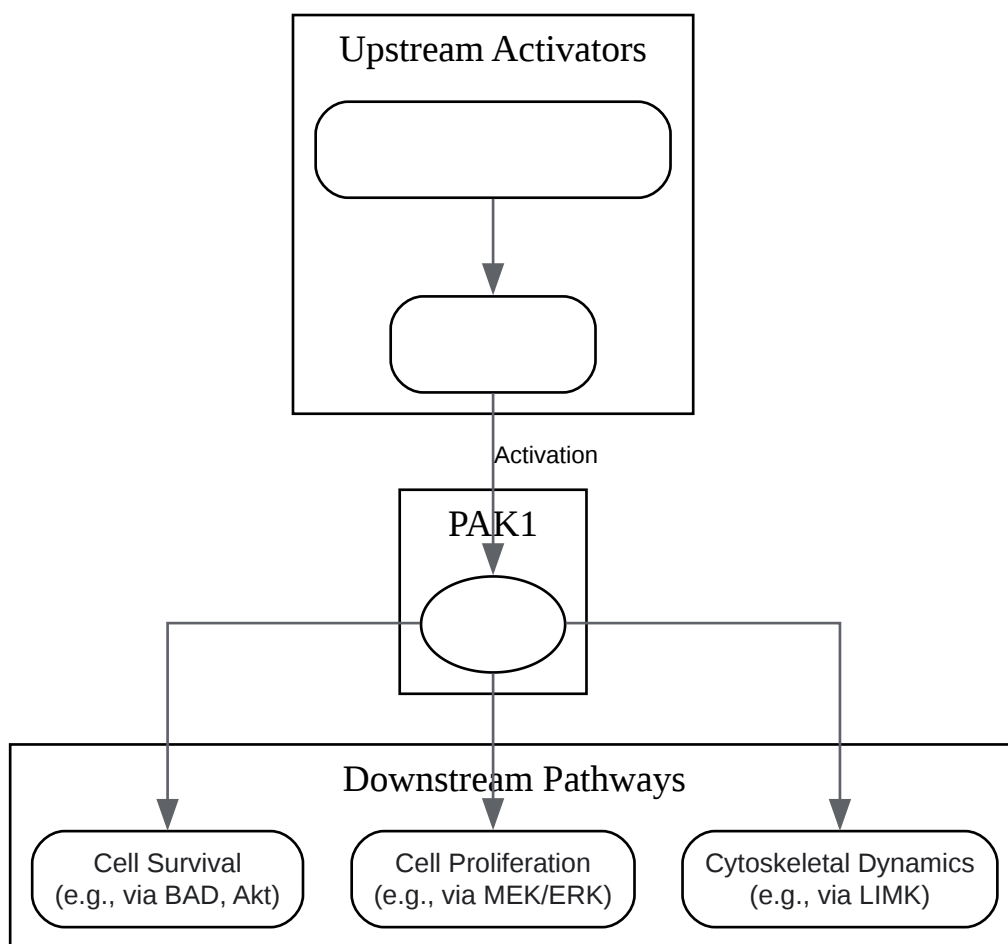 Upstream Activators
Activation
PAK1
Downstream Pathways
Cell Survival
(e.g., via BAD, Akt)
Cell Proliferation
(e.g., via MEK/ERK)
Cytoskeletal Dynamics
(e.g., via LIMK)